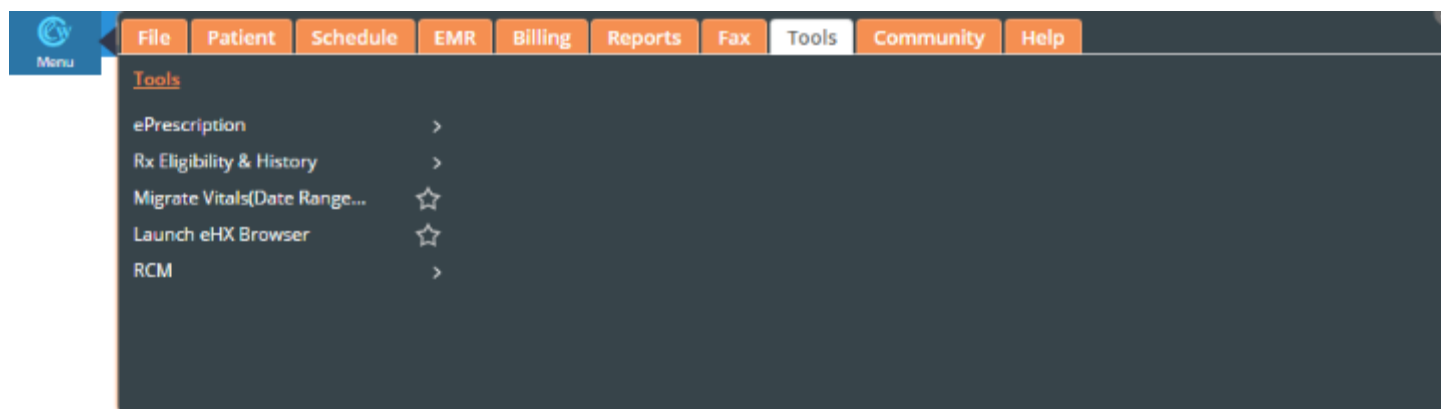 Menu
File Patient Schedule EMR Billing Reports Fax Tools Community Help
Tools
ePrescription
Rx Eligibility & History
Migrate Vitals(Date Range...
Launch eHX Browser
RCM